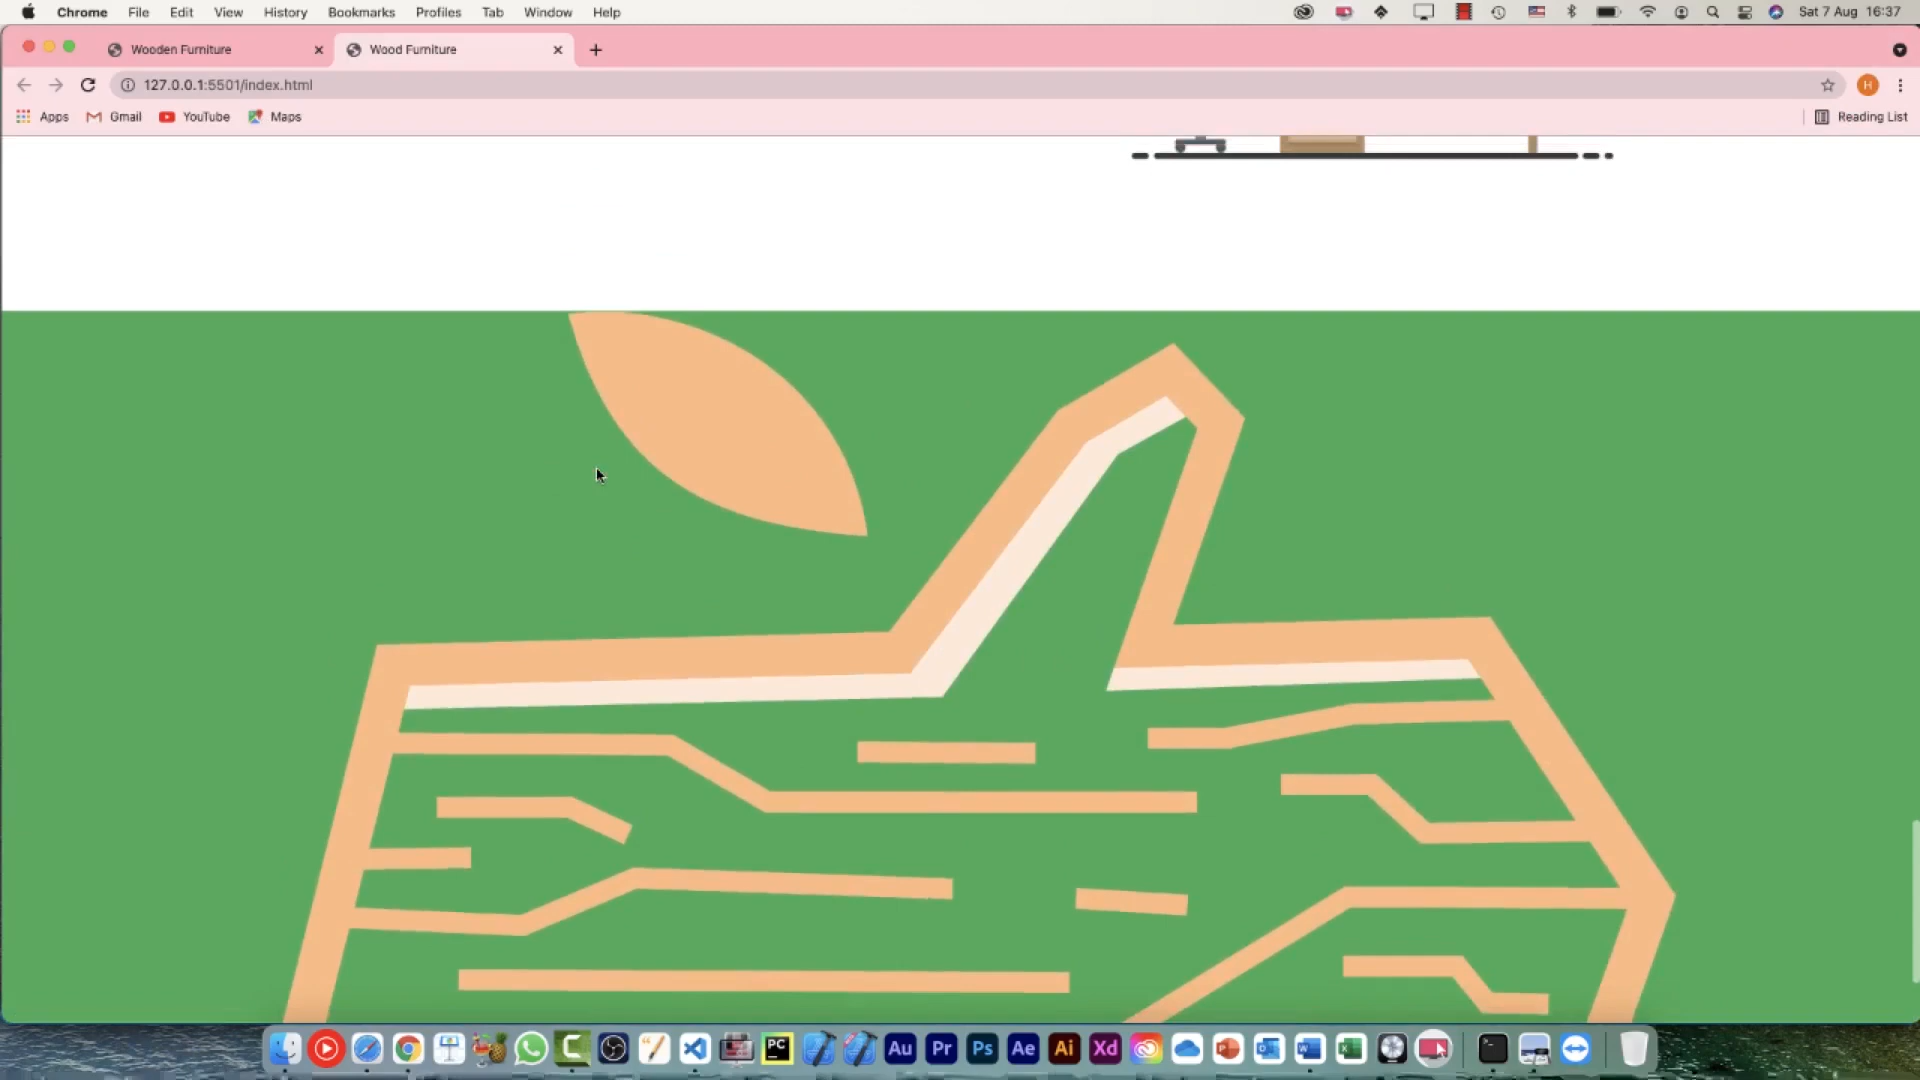 Chrome File Edit View History Bookmarks Profiles Tab Window Help Sat 7 Aug 16:37
Wooden Furniture Wood Furniture
127.0.0.1:5501/index.html H
Apps Gmail YouTube Maps Reading List
C PC Au Pr Ps Ae Ai Xd